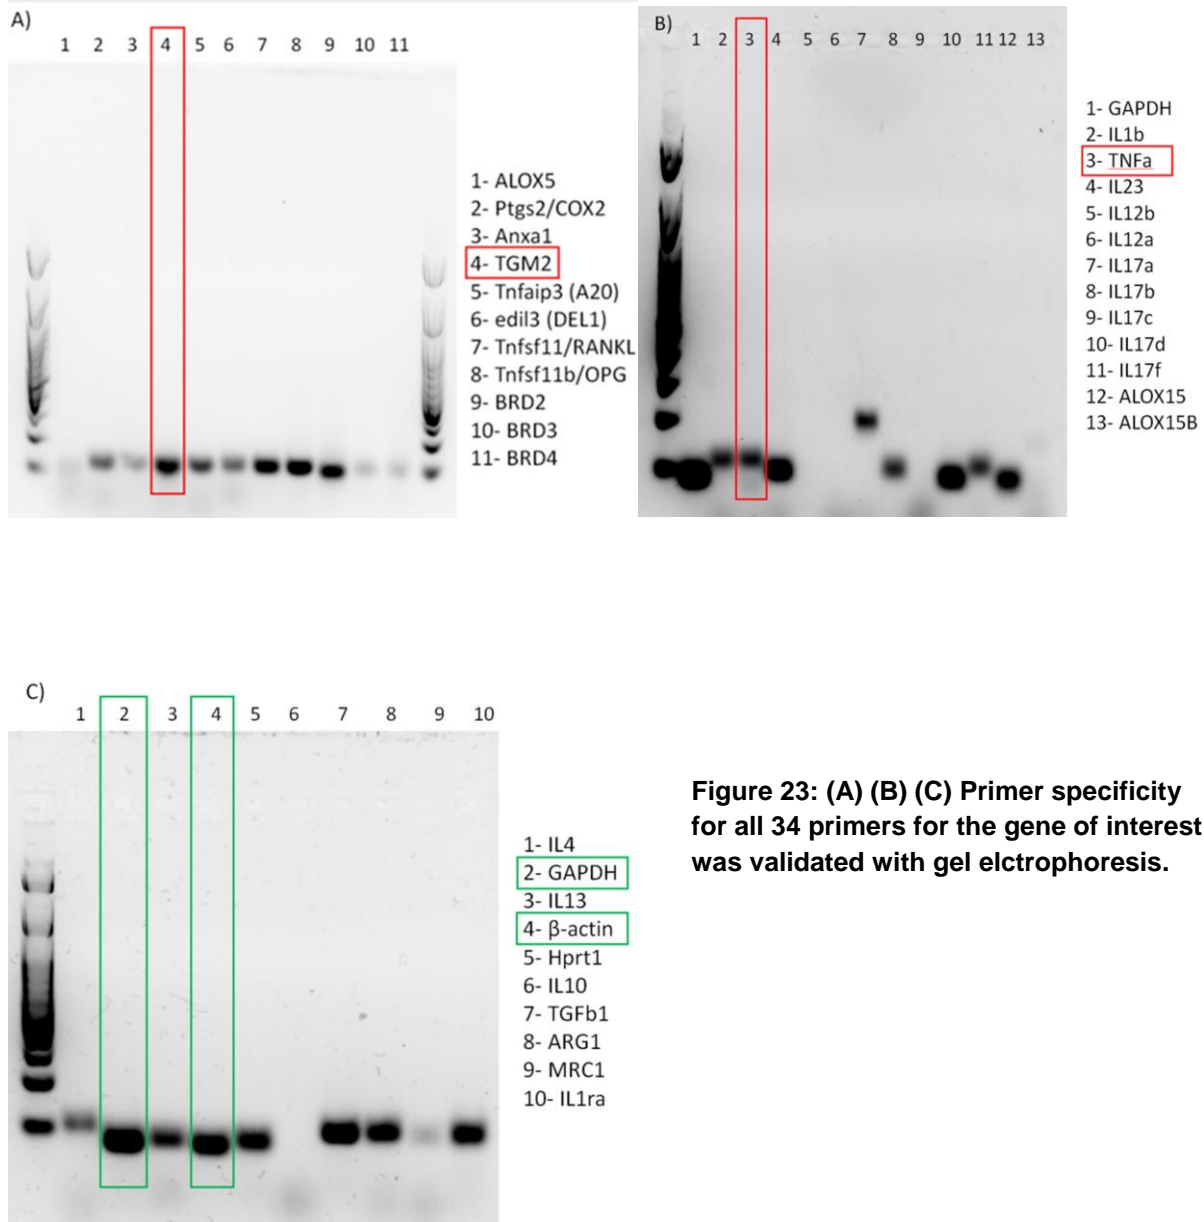 A)
1 2 3 4 5 6 7 8 9 10 11
1- ALOX5
2- Ptgs2/COX2
3- Anxa1
4- TGM2
5- Tnfaip3 (A20)
6- edil3 (DEL1)
7- Tnfsf11/RANKL
8- Tnfsf11b/OPG
9- BRD2
10- BRD3
11- BRD4
B)
1 2 3 4 5 6 7 8 9 10 11 12 13
1- GAPDH
2- IL1b
3- TNFa
4- IL23
5- IL12b
6- IL12a
7- IL17a
8- IL17b
9- IL17c
10- IL17d
11- IL17f
12- ALOX15
13- ALOX15B
C)
1 2 3 4 5 6 7 8 9 10
1- IL4
2- GAPDH
3- IL13
4- β-actin
5- Hprt1
6- IL10
7- TGFb1
8- ARG1
9- MRC1
10- IL1ra
Figure 23: (A) (B) (C) Primer specificity
for all 34 primers for the gene of interest
was validated with gel elctrophoresis.